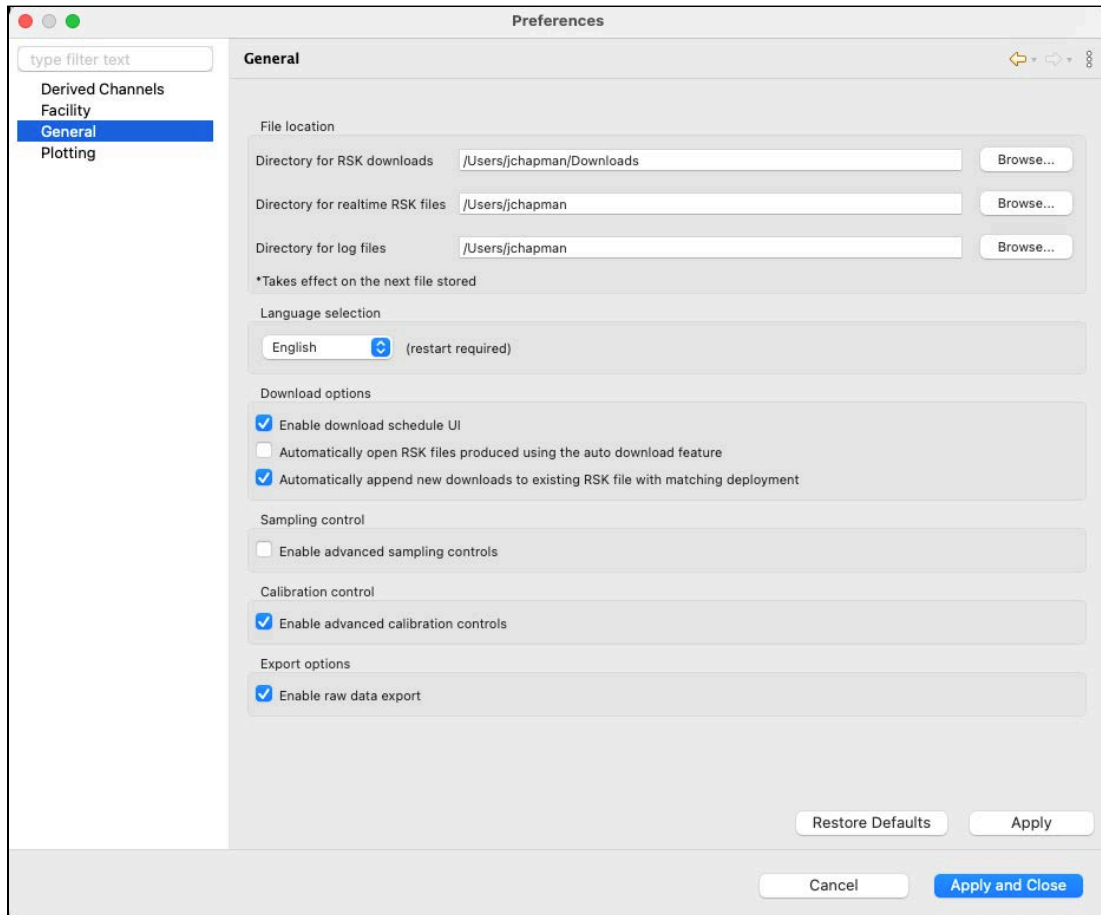 Preferences
type filter text
Derived Channels
Facility
General
Plotting
General
File location
Directory for RSK downloads /Users/jchapman/Downloads Browse...
Directory for realtime RSK files /Users/jchapman Browse...
Directory for log files /Users/jchapman Browse...
*Takes effect on the next file stored
Language selection
English (restart required)
Download options
Enable download schedule UI
Automatically open RSK files produced using the auto download feature
Automatically append new downloads to existing RSK file with matching deployment
Sampling control
Enable advanced sampling controls
Calibration control
Enable advanced calibration controls
Export options
Enable raw data export
Restore Defaults Apply
Cancel Apply and Close